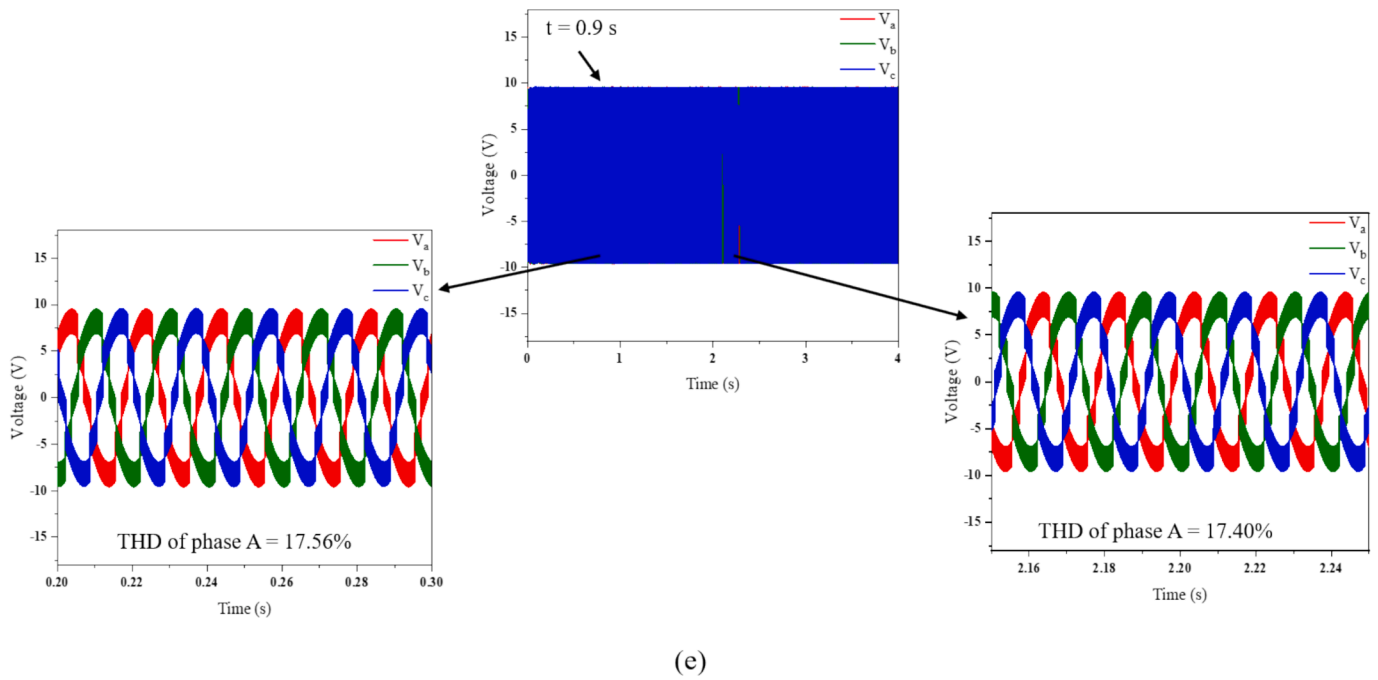 t = 0.9 s
Va
Vb
Vc
15
10
5
0
-5
-10
-15
Voltage (V)
0
1
2
3
4
Time (s)
Va
Vb
Vc
15
10
5
0
-5
-10
-15
Voltage (V)
THD of phase A = 17.56%
0.20
0.22
0.24
0.26
0.28
0.30
Time (s)
Va
Vb
Vc
15
10
5
0
-5
-10
-15
Voltage (V)
THD of phase A = 17.40%
2.16
2.18
2.20
2.22
2.24
Time (s)
(e)